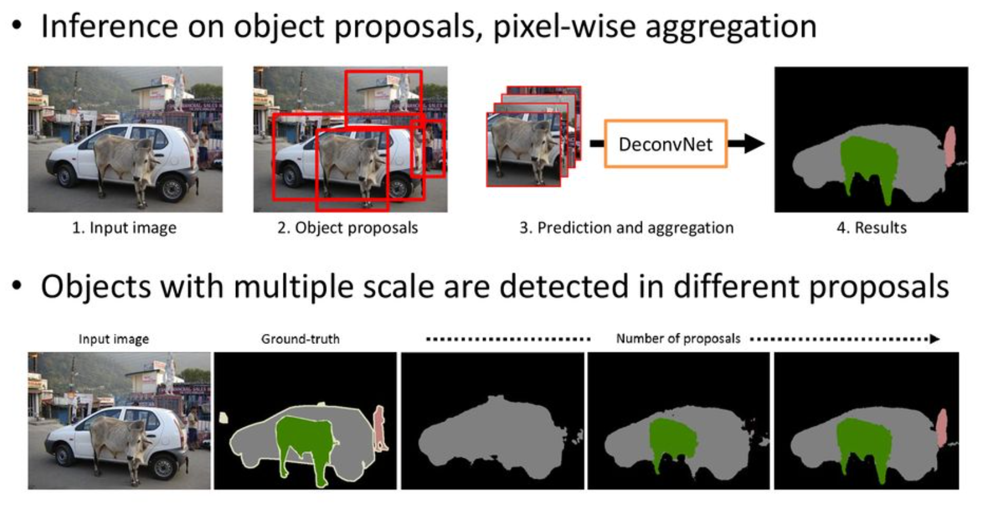 • Inference on object proposals, pixel-wise aggregation
DeconvNet
1. Input image
2. Object proposals
3. Prediction and aggregation
4. Results
• Objects with multiple scale are detected in different proposals
Input image
Ground-truth
Number of proposals